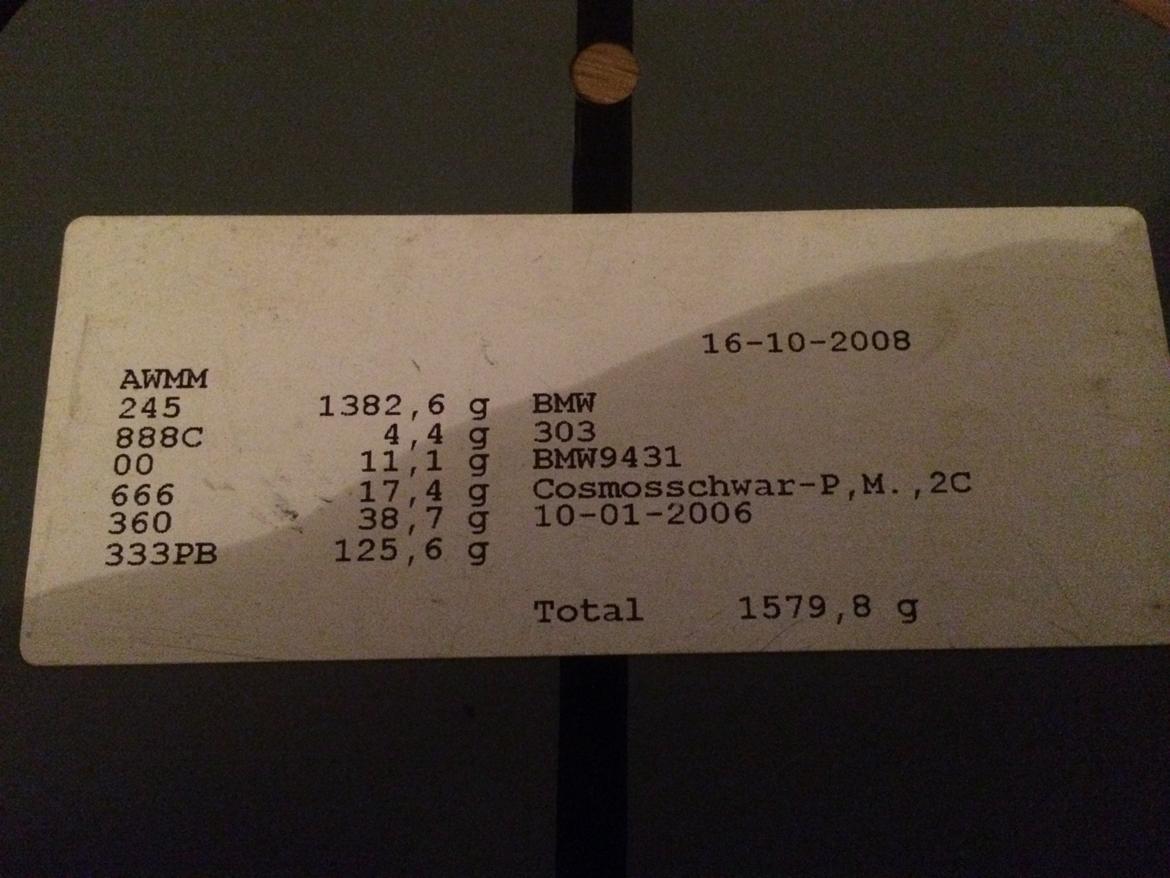 16-10-2008
AWMM
245 1382,6 g BMW
888C 4,4 g 303
00 11,1 g BMW9431
666 17,4 g Cosmosschwar-P,M.,2C
360 38,7 g 10-01-2006
333PB 125,6 g
Total 1579,8 g